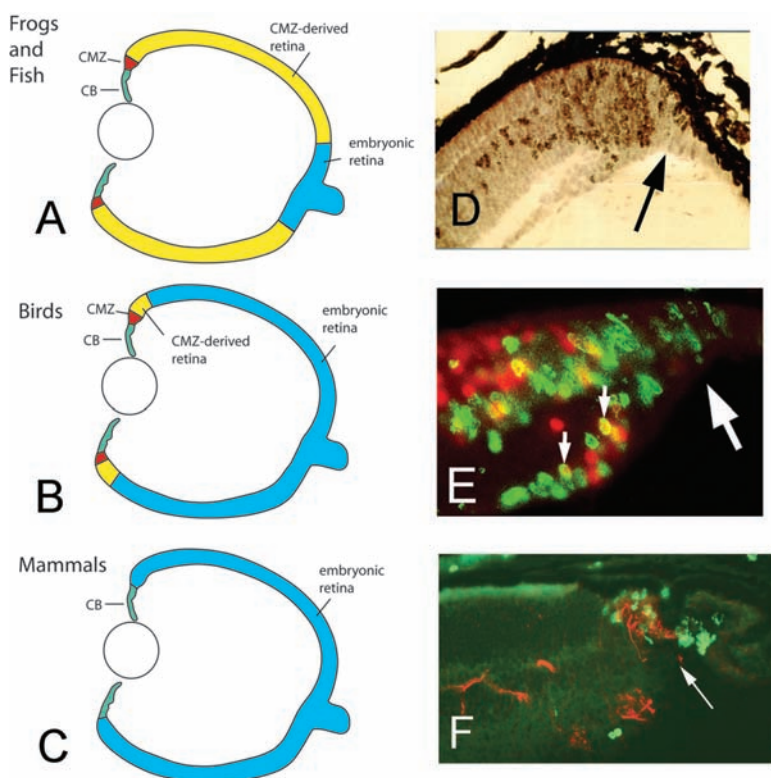 Frogs
and
Fish
CMZ
CB
CMZ-derived
retina
embryonic
retina
A
D
Birds
CMZ
CB
CMZ-derived
retina
embryonic
retina
B
E
Mammals
CB
embryonic
retina
C
F